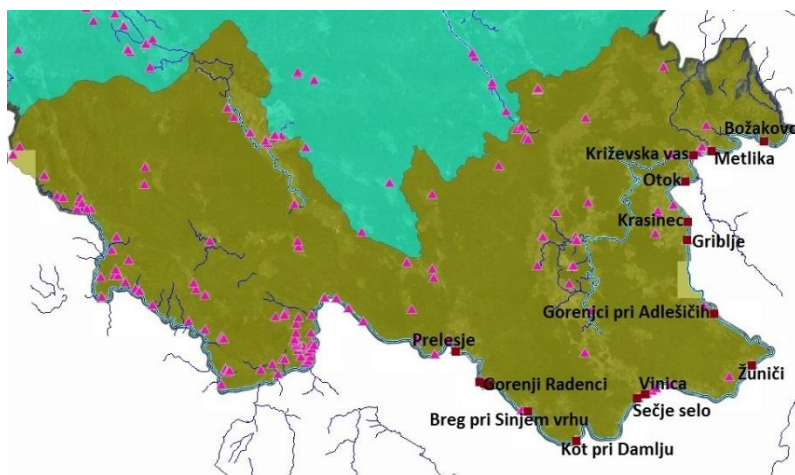 Božakovo
Križevska vas
Metlika
Otok
Krasinec
Griblje
Gorenjci pri Adlešičih
Prelesje
Žuniči
Gorenji Radenci
Vinica
Sečje selo
Breg pri Sinjem vrhu
Kot pri Damlju